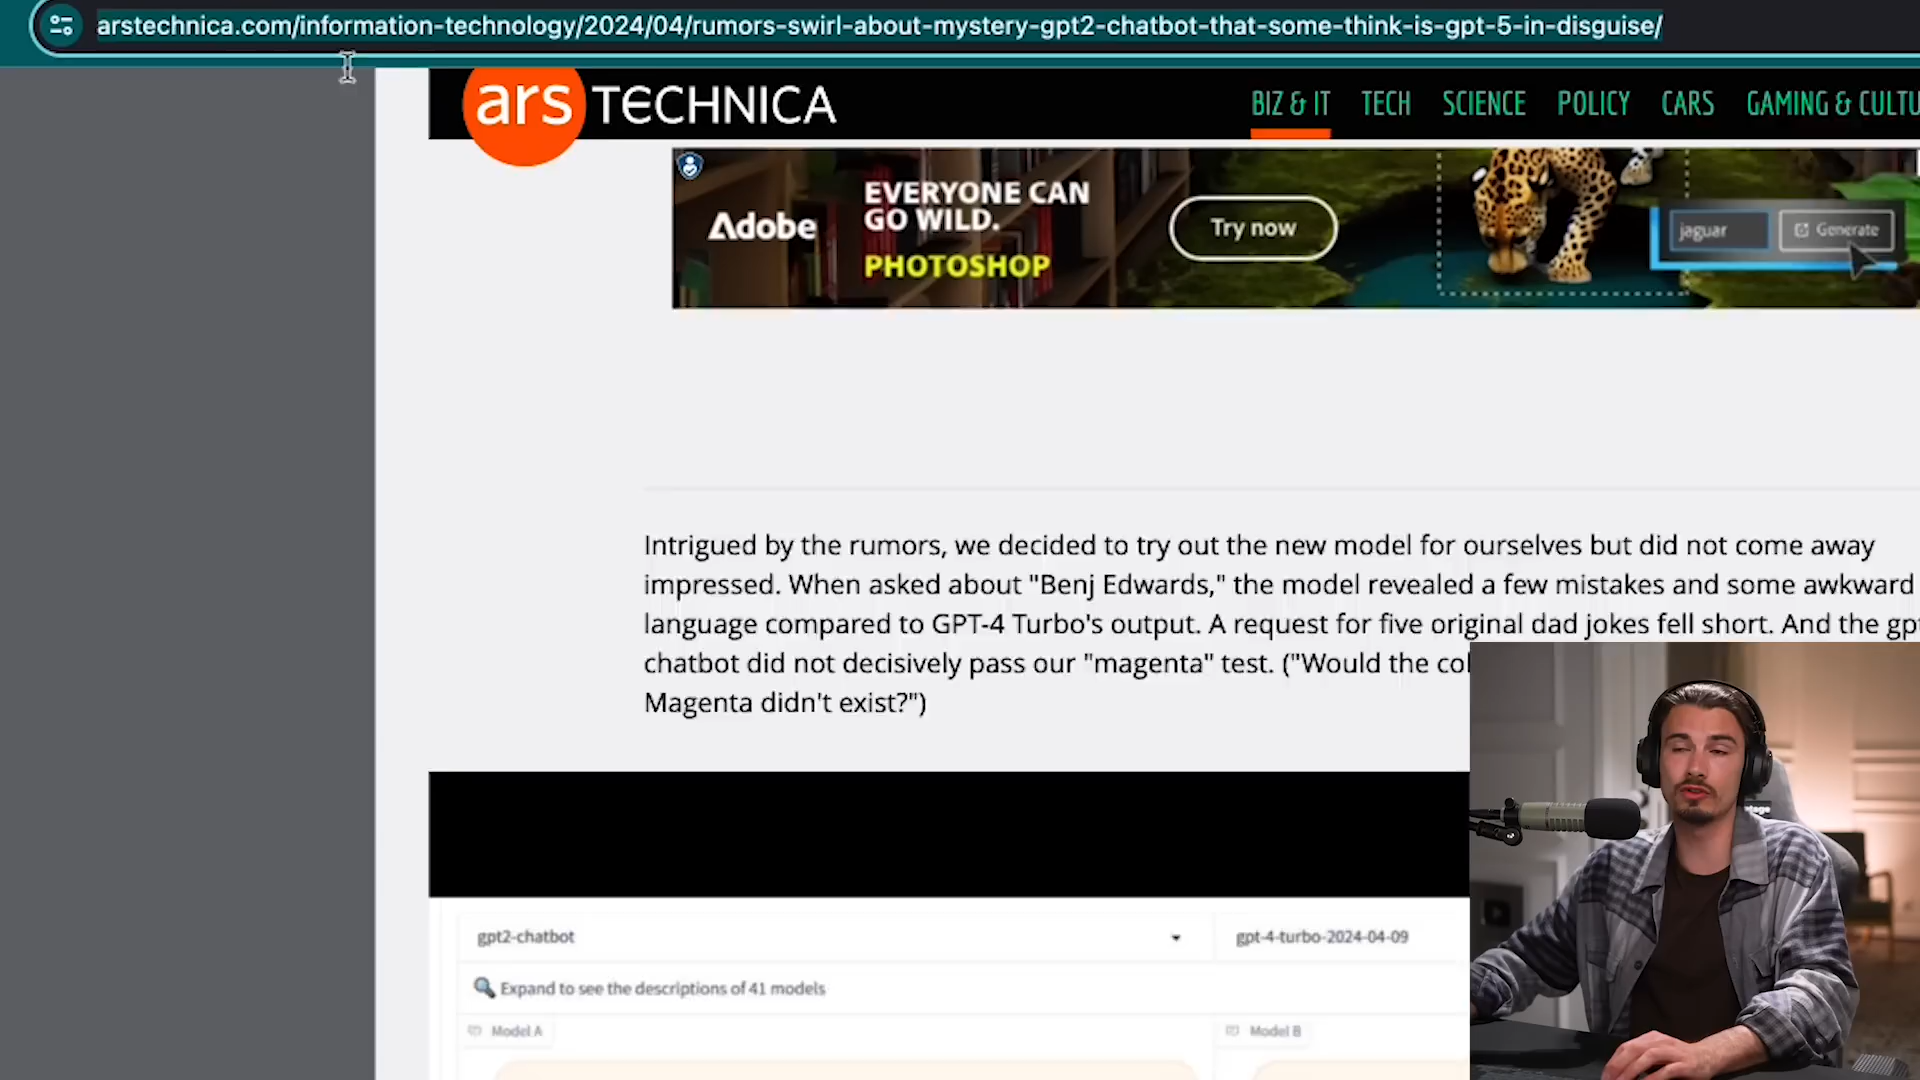 arstechnica.com/information-technology/2024/04/rumors-swirl-about-mystery-gpt2-chatbot-that-some-think-is-gpt-5-in-disguise/
ars TECHNICA
BIZ & IT TECH SCIENCE POLICY CARS GAMING & CULTU
Adobe
EVERYONE CAN
GO WILD.
PHOTOSHOP
Try now
jaguar
Generate
Intrigued by the rumors, we decided to try out the new model for ourselves but did not come away
impressed. When asked about "Benj Edwards," the model revealed a few mistakes and some awkward
language compared to GPT-4 Turbo's output. A request for five original dad jokes fell short. And the gpt
chatbot did not decisively pass our "magenta" test. ("Would the col
Magenta didn't exist?")
gpt2-chatbot
gpt-4-turbo-2024-04-09
Expand to see the descriptions of 41 models
Model A
Model B